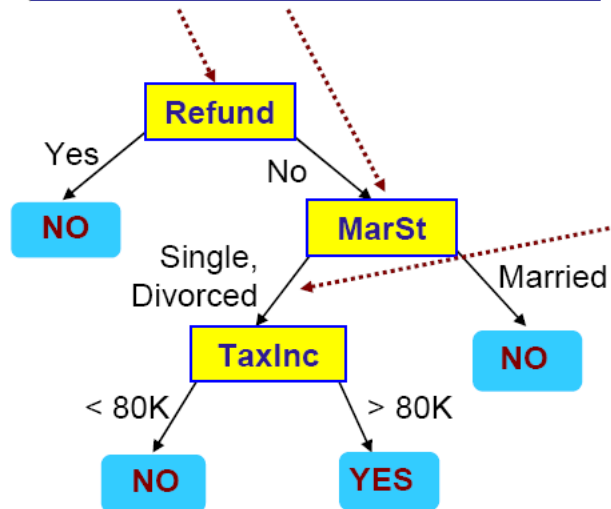 Refund
Yes
No
NO
MarSt
Single,
Divorced
Married
TaxInc
NO
< 80K
> 80K
NO
YES